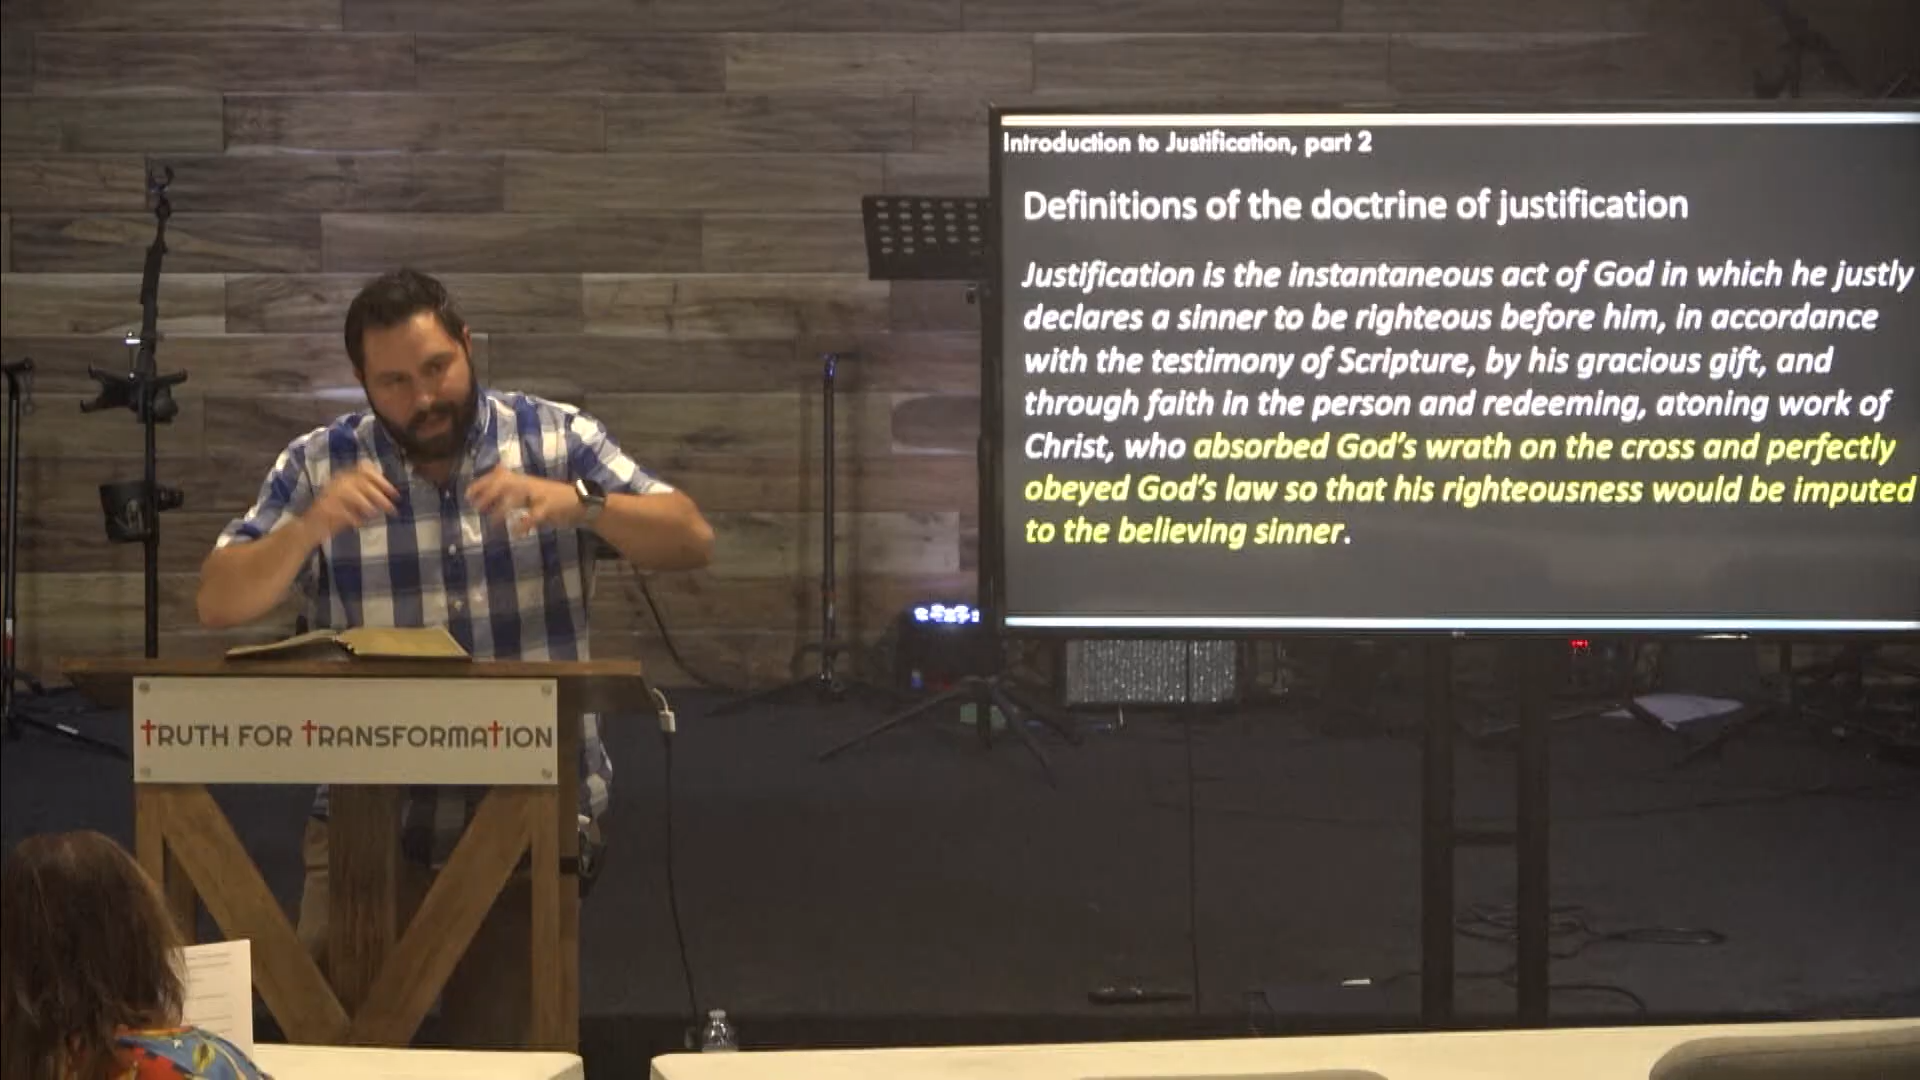 Introduction to Justification, part 2
Definitions of the doctrine of justification
Justification is the instantaneous act of God in which he justly
declares a sinner to be righteous before him, in accordance
with the testimony of Scripture, by his gracious gift, and
through faith in the person and redeeming, atoning work of
Christ, who absorbed God's wrath on the cross and perfectly
obeyed God's law so that his righteousness would be imputed
to the believing sinner.
TRUTH FOR TRANSFORMATION